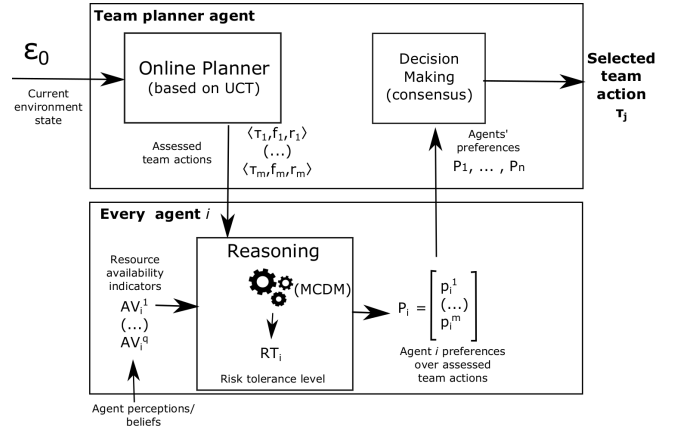 Team planner agent
ε₀
Current
environment
state
Online Planner
(based on UCT)
Decision
Making
(consensus)
Selected
team
action
τⱼ
Assessed
team actions
⟨τ₁,f₁,r₁⟩
(...)
⟨τₘ,fₘ,rₘ⟩
Agents'
preferences
P₁, ... , Pₙ
Every agent i
Resource
availability
indicators
AVᵢ¹
(...)
AVᵢ^q
Agent perceptions/
beliefs
Reasoning
(MCDM)
RTᵢ
Risk tolerance level
Pᵢ =
pᵢ¹
(...)
pᵢᵐ
Agent i preferences
over assessed
team actions